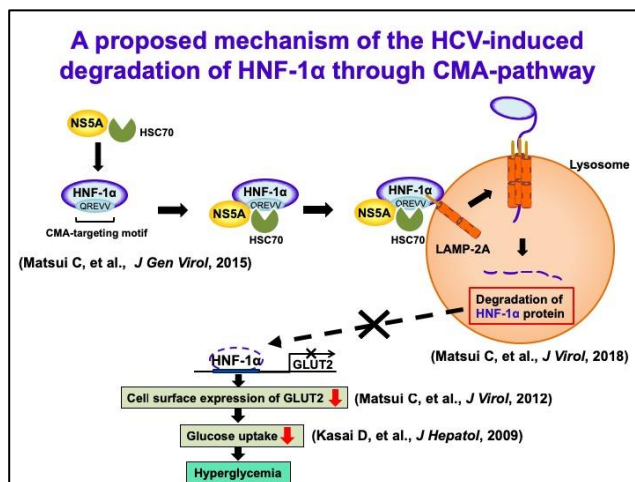 A proposed mechanism of the HCV-induced
degradation of HNF-1α through CMA-pathway
NS5A
HSC70
HNF-1α
QREVV
CMA-targeting motif
(Matsui C, et al., J Gen Virol, 2015)
HNF-1α
QREVV
NS5A
HSC70
HNF-1α
QREVV
NS5A
HSC70
LAMP-2A
Lysosome
Degradation of
HNF-1α protein
(Matsui C, et al., J Virol, 2018)
HNF-1α
GLUT2
Cell surface expression of GLUT2
(Matsui C, et al., J Virol, 2012)
Glucose uptake
(Kasai D, et al., J Hepatol, 2009)
Hyperglycemia